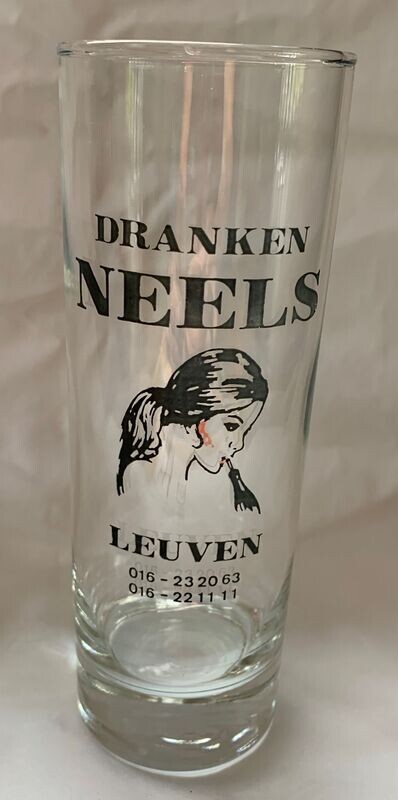 DRANKEN
NEELS
LEUVEN
016 - 23 20 63
016 - 22 11 11